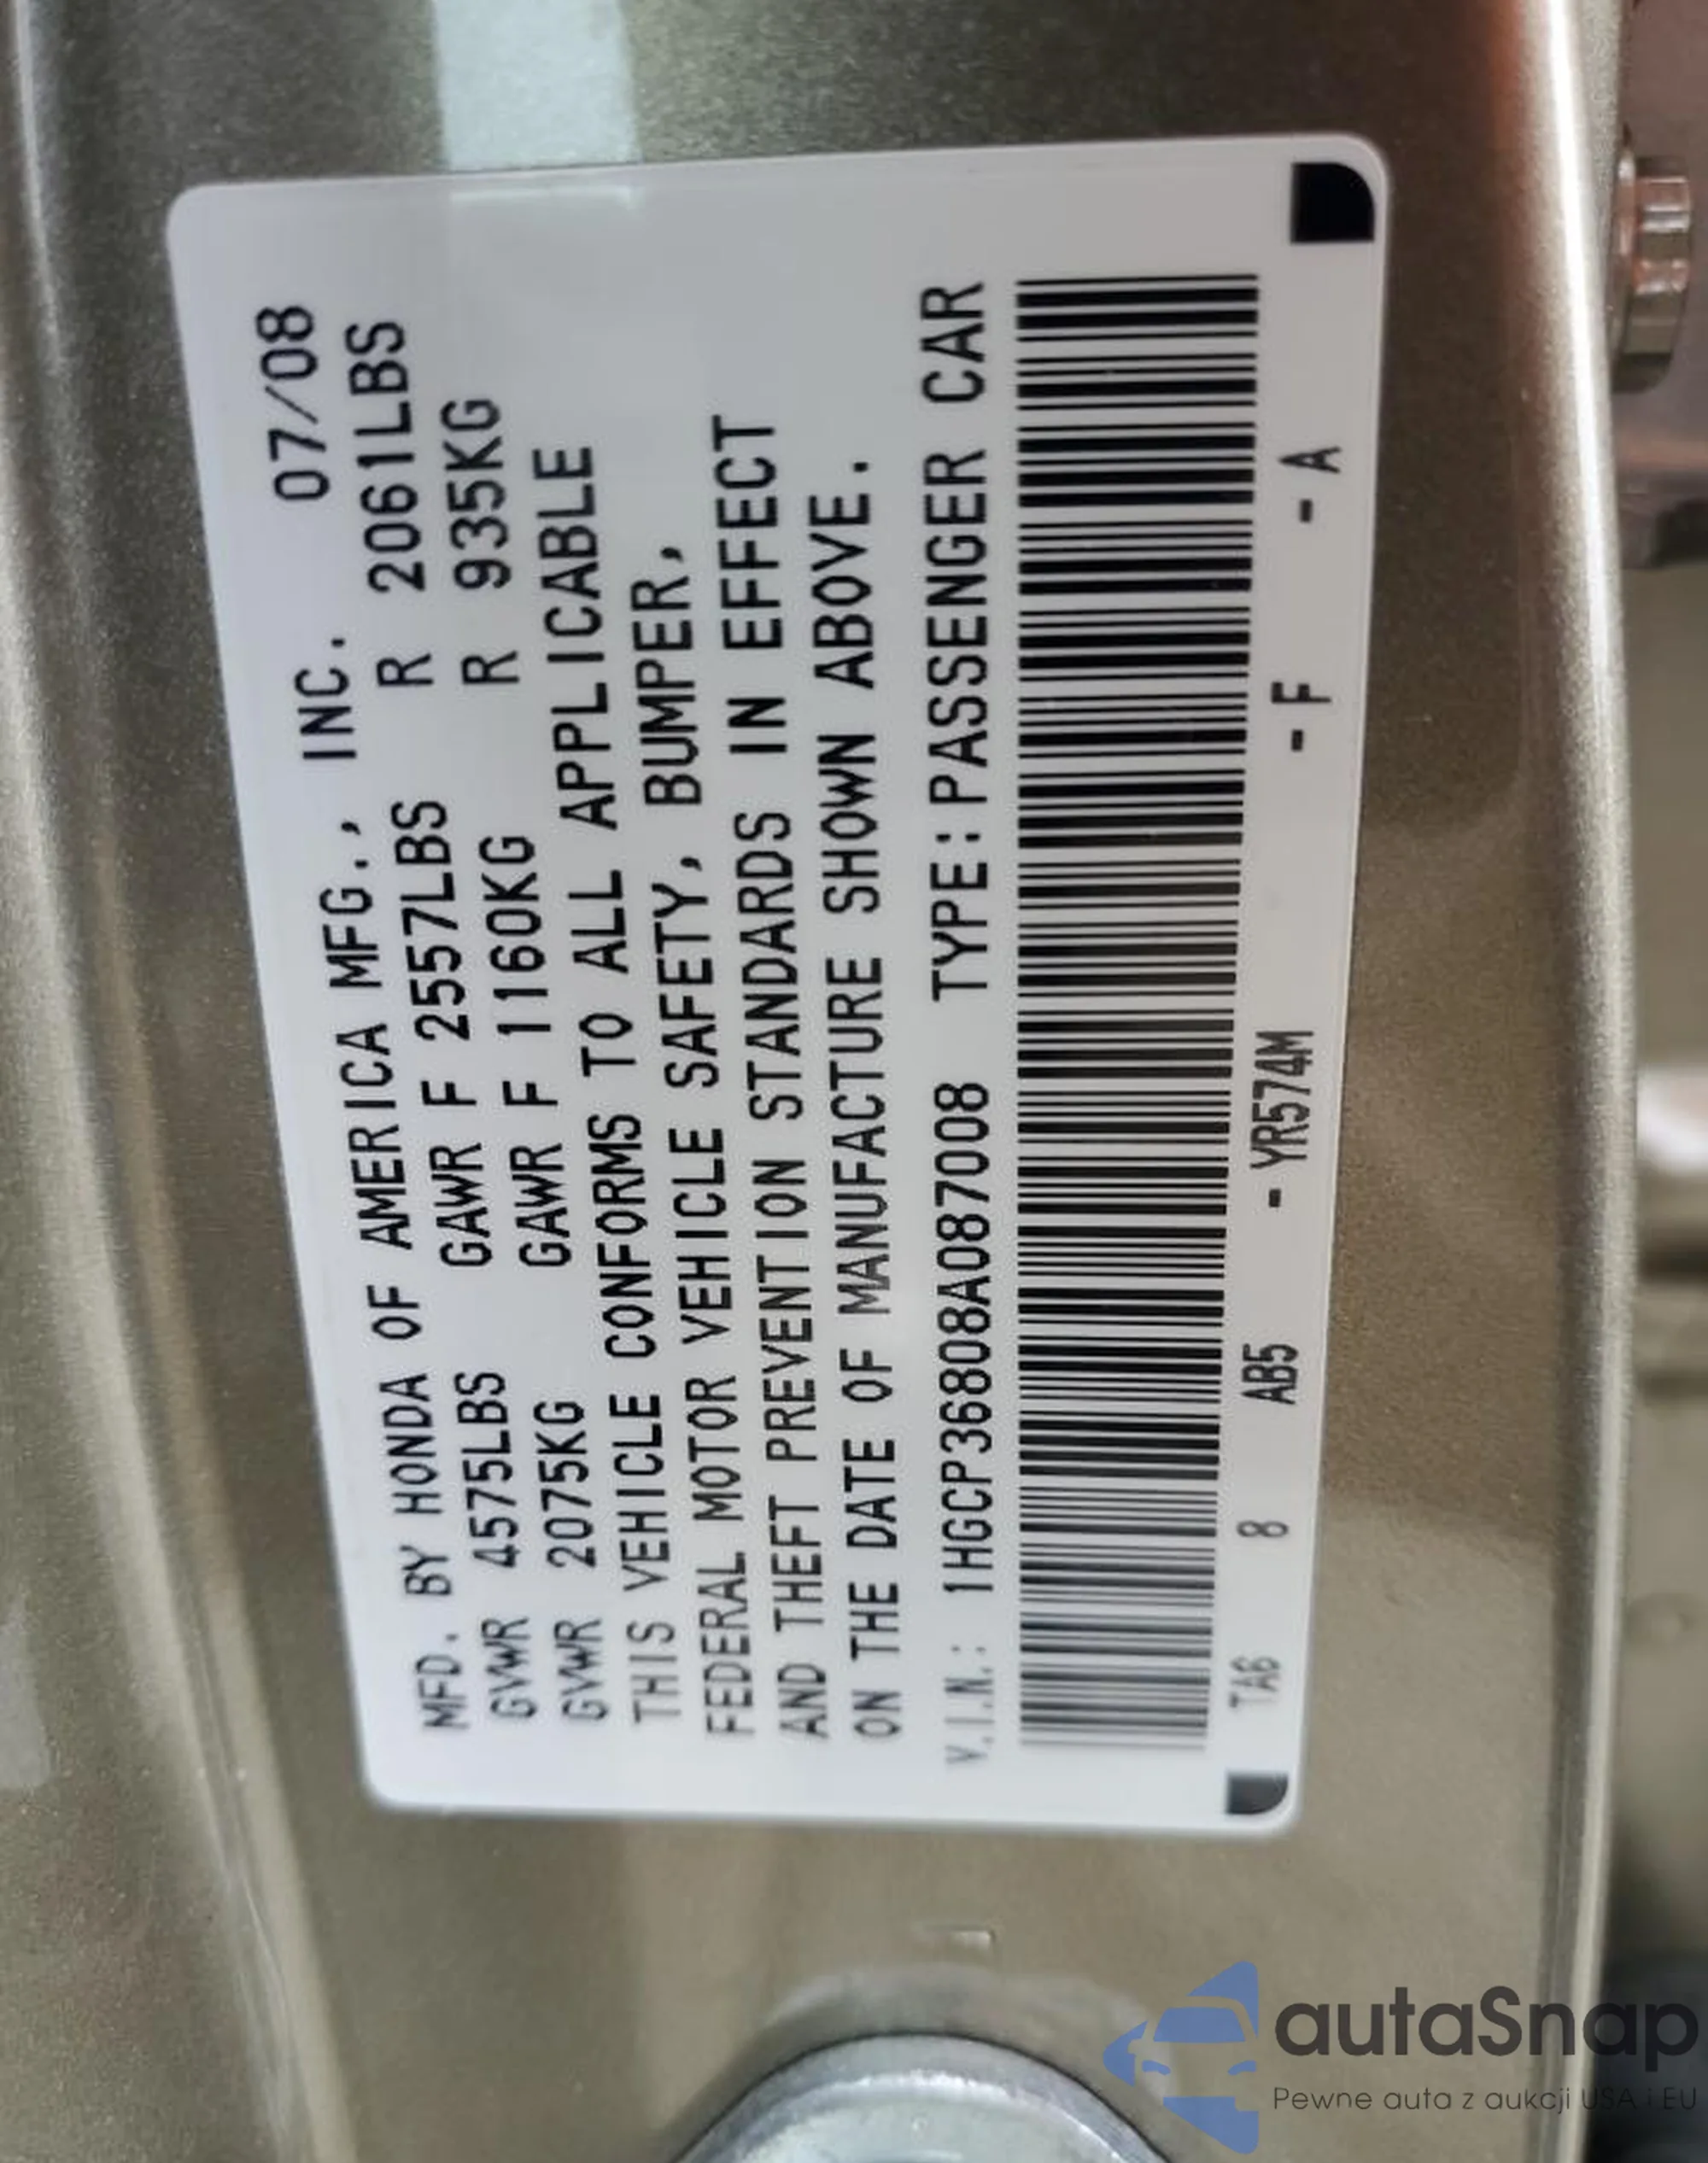 MFD. BY HONDA OF AMERICA MFG., INC. 07/08
GVWR 4575LBS GAWR F 2557LBS R 2061LBS
GVWR 2075KG GAWR F 1160KG R 935KG
THIS VEHICLE CONFORMS TO ALL APPLICABLE
FEDERAL MOTOR VEHICLE SAFETY, BUMPER,
AND THEFT PREVENTION STANDARDS IN EFFECT
ON THE DATE OF MANUFACTURE SHOWN ABOVE.
V.I.N.: 1HGCP36808A087008 TYPE:PASSENGER CAR
TA6 8 AB5 - YR574M - F - A
autaSnap
Pewne auta z aukcji USA i EU